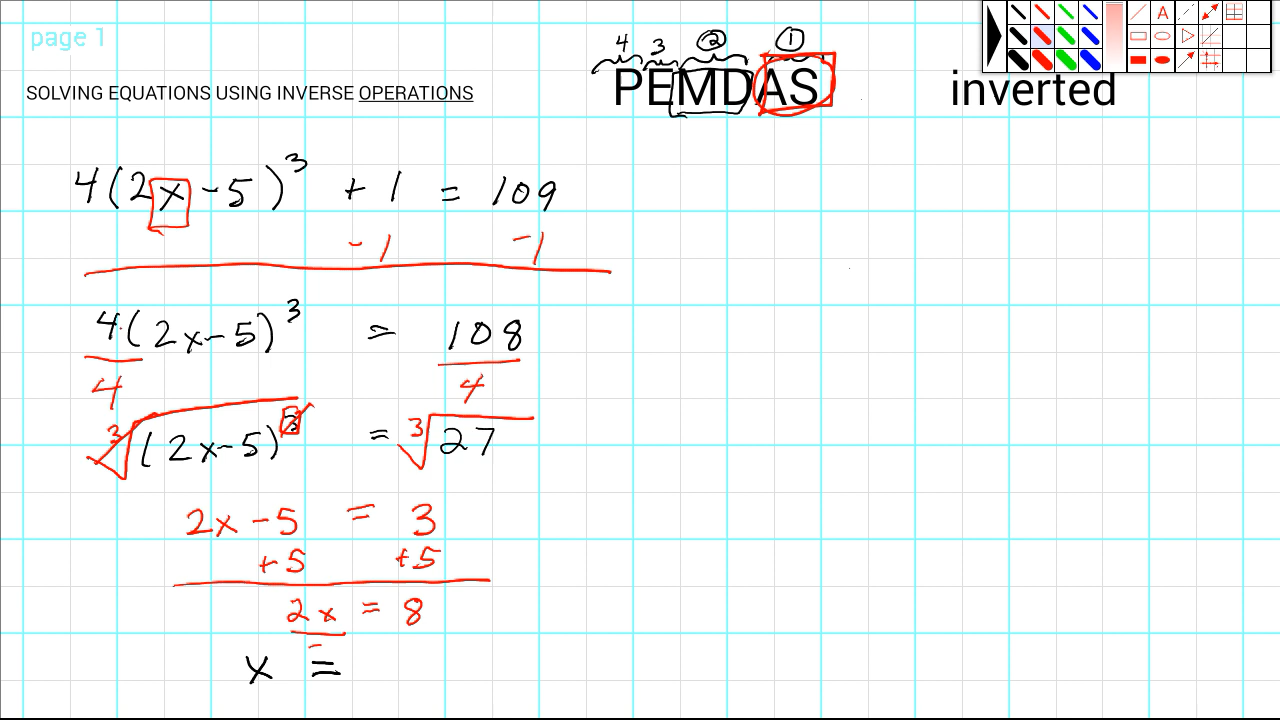 page 1
4 3 ② ①
SOLVING EQUATIONS USING INVERSE OPERATIONS PEMDAS inverted
A
4(2x-5)³ + 1 = 109
-1 -1
4·(2x-5)³ = 108
4 4
∛(2x-5)³ = ∛27
2x-5 = 3
+5 +5
2x = 8
x =